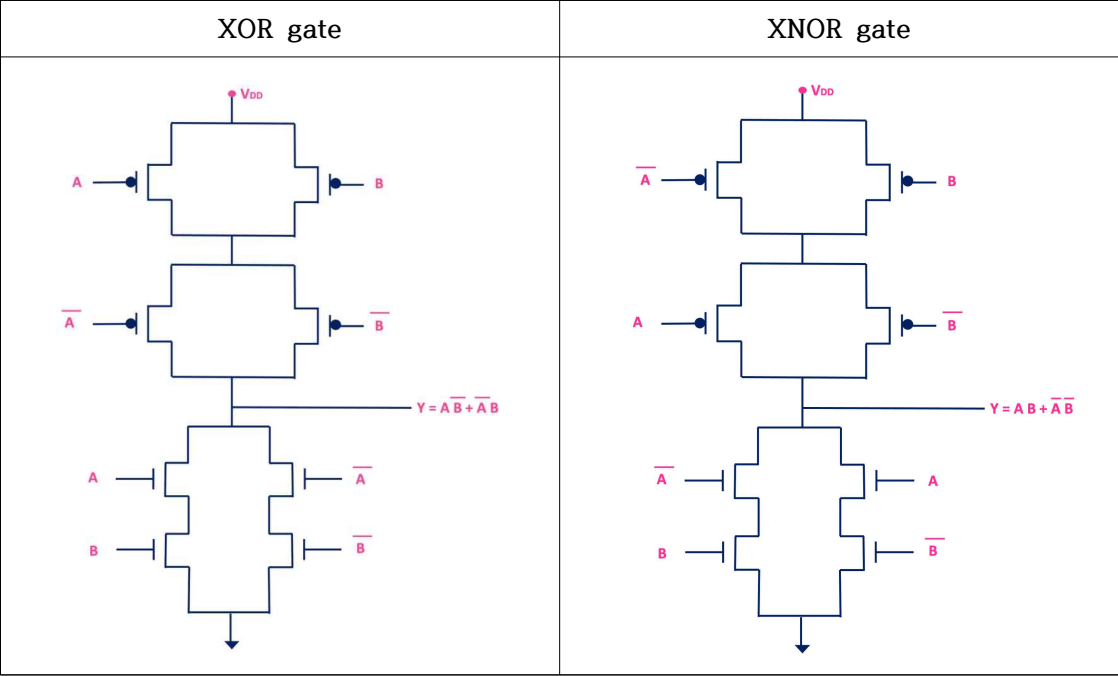 XOR gate
XNOR gate
VDD
A
B
A̅
B̅
Y = A B̅ + A̅ B
A
A̅
B
B̅
VDD
A̅
B
A
B̅
Y = A B + A̅ B̅
A̅
A
B
B̅